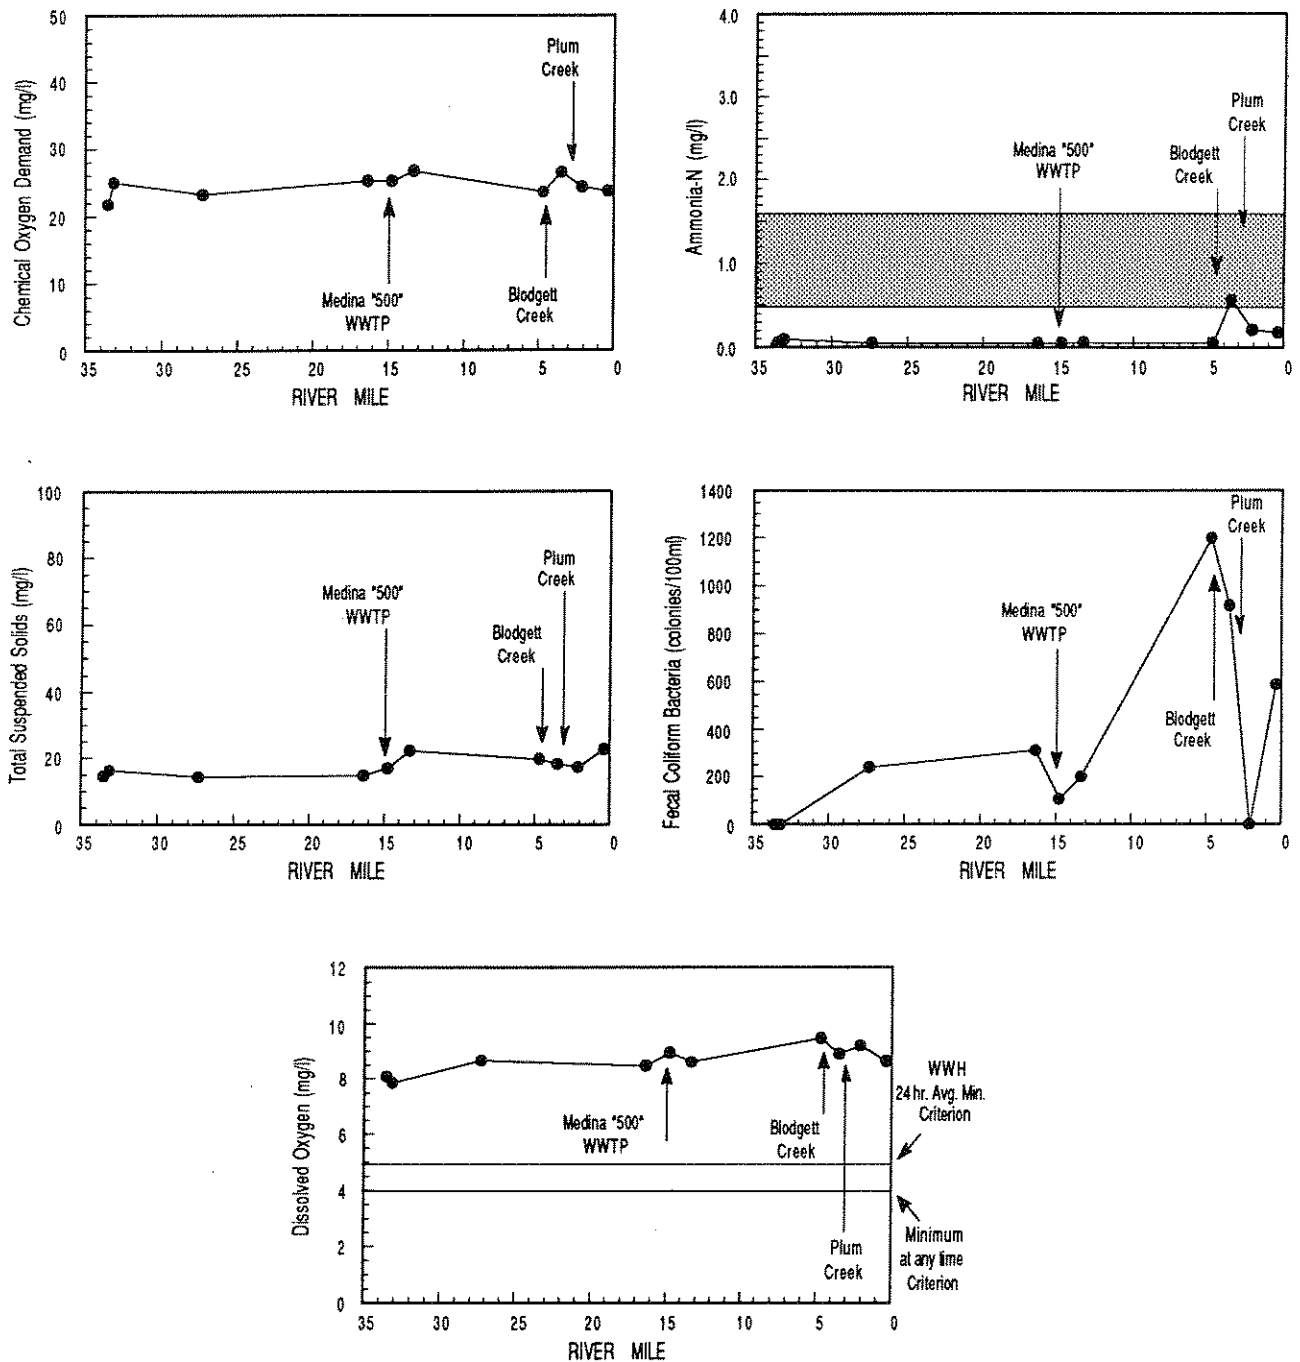 Chemical Oxygen Demand (mg/l)
50
40
30
20
10
0
Plum
Creek
Medina "500"
WWTP
Blodgett
Creek
35 30 25 20 15 10 5 0
RIVER MILE
Ammonia-N (mg/l)
4.0
3.0
2.0
1.0
0.0
Medina "500"
WWTP
Blodgett
Creek
Plum
Creek
35 30 25 20 15 10 5 0
RIVER MILE
Total Suspended Solids (mg/l)
100
80
60
40
20
0
Medina "500"
WWTP
Blodgett
Creek
Plum
Creek
35 30 25 20 15 10 5 0
RIVER MILE
Fecal Coliform Bacteria (colonies/100ml)
1400
1200
1000
800
600
400
200
0
Medina "500"
WWTP
Blodgett
Creek
Plum
Creek
35 30 25 20 15 10 5 0
RIVER MILE
Dissolved Oxygen (mg/l)
12
10
8
6
4
2
0
Medina "500"
WWTP
Blodgett
Creek
Plum
Creek
WWH
24 hr. Avg. Min.
Criterion
Minimum
at any time
Criterion
35 30 25 20 15 10 5 0
RIVER MILE